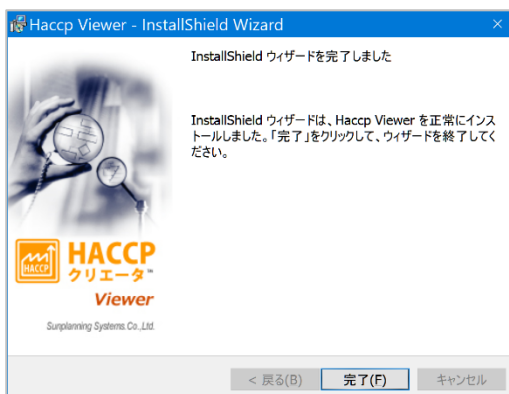 Haccp Viewer - InstallShield Wizard
InstallShield ウィザードを完了しました
InstallShield ウィザードは、Haccp Viewer を正常にインス
トールしました。「完了」をクリックして、ウィザードを終了してく
ださい。
HACCP
HACCP
クリエータ™
Viewer
Sunplanning Systems.Co.,Ltd.
< 戻る(B)
完了(F)
キャンセル